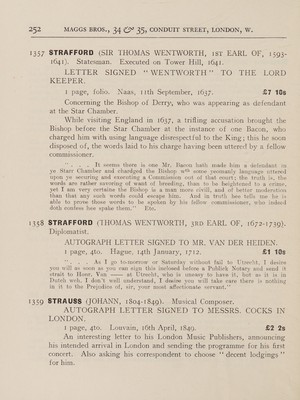 252 MAGGS BROS., 34 & 35, CONDUIT STREET, LONDON, W.
1357 STRAFFORD (SIR THOMAS WENTWORTH, 1ST EARL OF, 1593-
1641). Statesman. Executed on Tower Hill, 1641.
LETTER SIGNED "WENTWORTH" TO THE LORD
KEEPER.
1 page, folio. Naas, 11th September, 1637. £7 10s
Concerning the Bishop of Derry, who was appearing as defendant
at the Star Chamber.
While visiting England in 1637, a trifling accusation brought the
Bishop before the Star Chamber at the instance of one Bacon, who
charged him with using language disrespectful to the King; this he soon
disposed of, the words laid to his charge having been uttered by a fellow
commissioner.
". . . It seems there is one Mr. Bacon hath made him a defendant in
ye Starr Chamber and changed the Bishop wth some yeomanly language uttered
upon ye securing and executing a Commission out of that court; the truth is, the
words are rather savoring of want of breeding, than to be heightened to a crime,
yet I am very certaine the Bishop is a man more civill, and of better moderation
than that any such words could escape him. And in truth hee tells me he is
able to prove those words to be spoken by his fellow commissioner, who indeed
doth confess hee spake them." Etc.
1358 STRAFFORD (THOMAS WENTWORTH, 3RD EARL OF, 1672-1739).
Diplomatist.
AUTOGRAPH LETTER SIGNED TO MR. VAN DER HEIDEN.
1 page, 4to. Hague, 14th January, 1712. £1 10s
". . . As I go to-morrow or Saturday without fail to Utrecht, I desire
you will so soon as you can sign this inclosed before a Publick Notary and send it
strait to Heer. Van —— at Utrecht, who is uneasy to have it, but as it is in
Dutch web, I don't well understand, I desire you will take care there is nothing
in it to the Prejudice of, sir, your most affectionate servant."
1359 STRAUSS (JOHANN, 1804-1849). Musical Composer.
AUTOGRAPH LETTER SIGNED TO MESSRS. COCKS IN
LONDON.
1 page, 4to. Louvain, 16th April, 1849. £2 2s
An interesting letter to his London Music Publishers, announcing
his intended arrival in London and sending the programme for his first
concert. Also asking his correspondent to choose "decent lodgings"
for him.